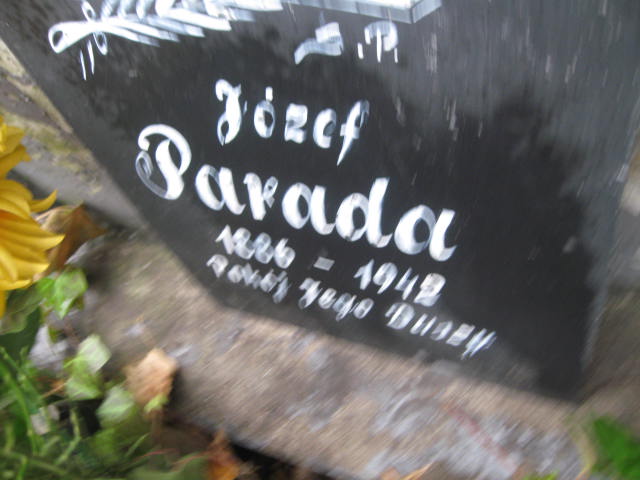 Ś.P.
Józef
Parada
1886 - 1942
Pokój Jego Duszy